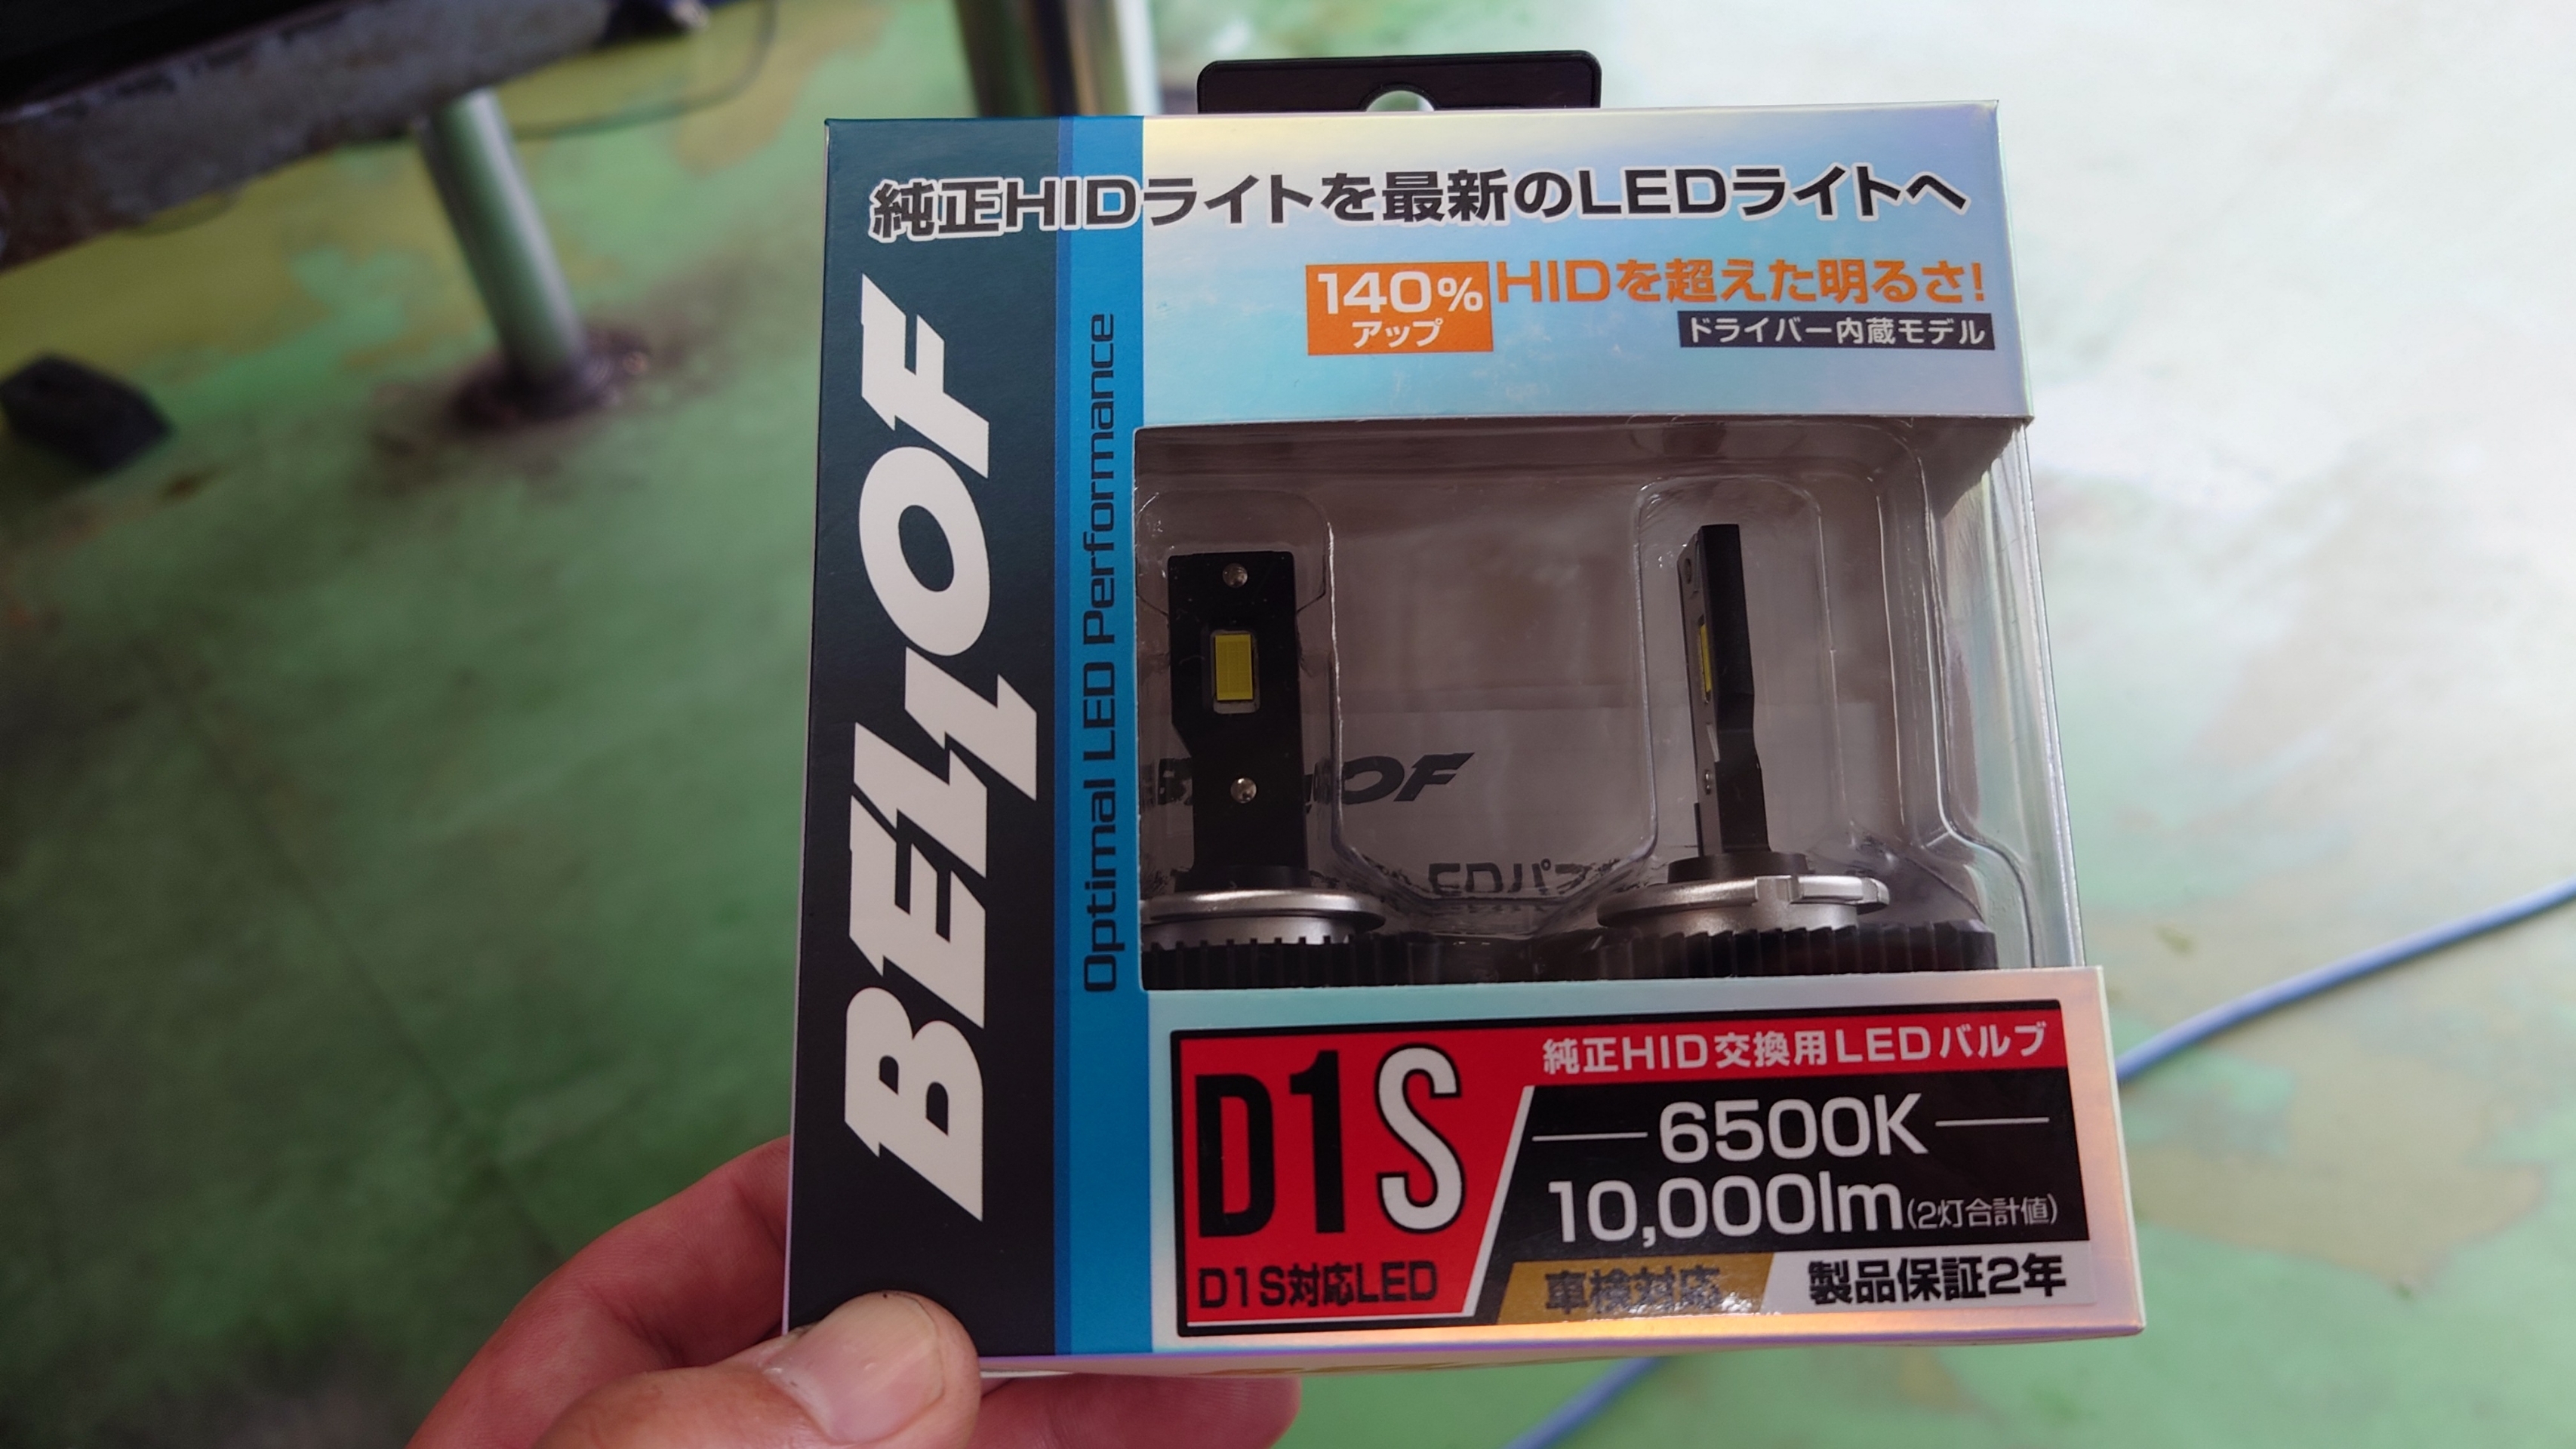 純正HIDライトを最新のLEDライトへ
140%
アップ
HIDを超えた明るさ!
ドライバー内蔵モデル
BELLOF
Optimal LED Performance
D1S
D1S対応LED
純正HID交換用LEDバルブ
6500K
10,000lm(2灯合計値)
車検対応
製品保証2年